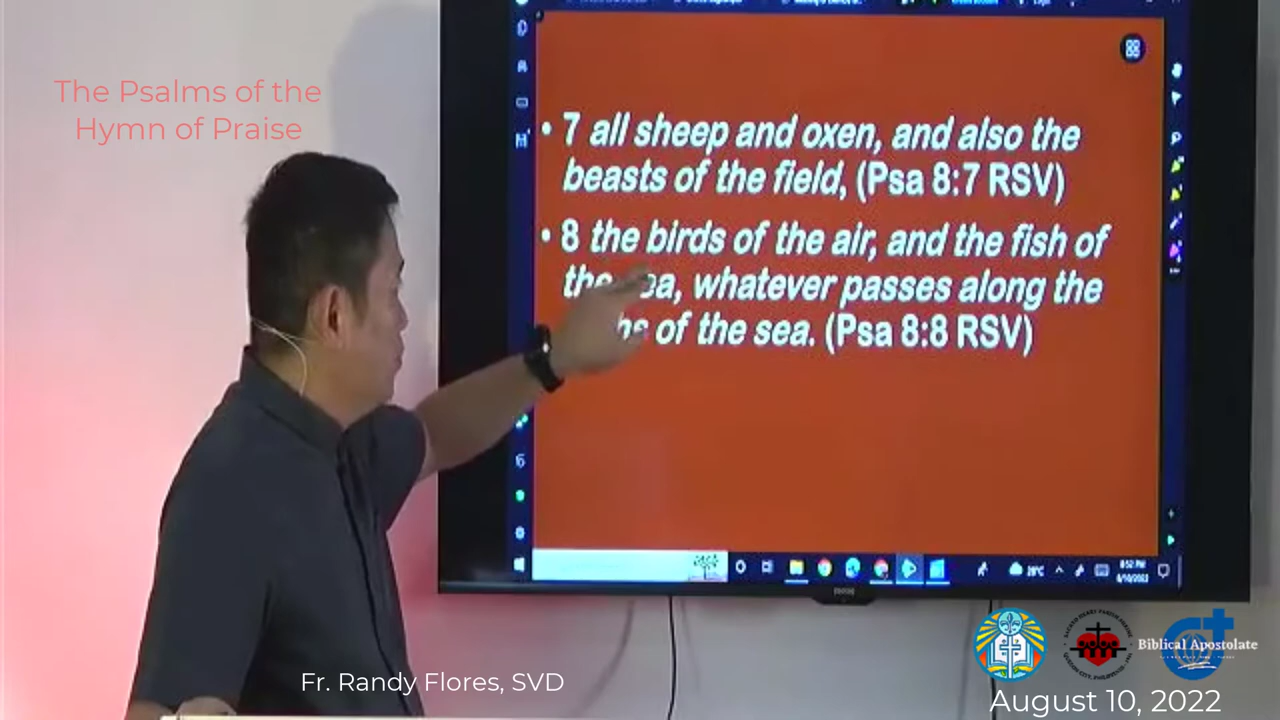 The Psalms of the
Hymn of Praise
• 7 all sheep and oxen, and also the
beasts of the field, (Psa 8:7 RSV)
• 8 the birds of the air, and the fish of
the sea, whatever passes along the
of the sea. (Psa 8:8 RSV)
Fr. Randy Flores, SVD
Biblical Apostolate
August 10, 2022